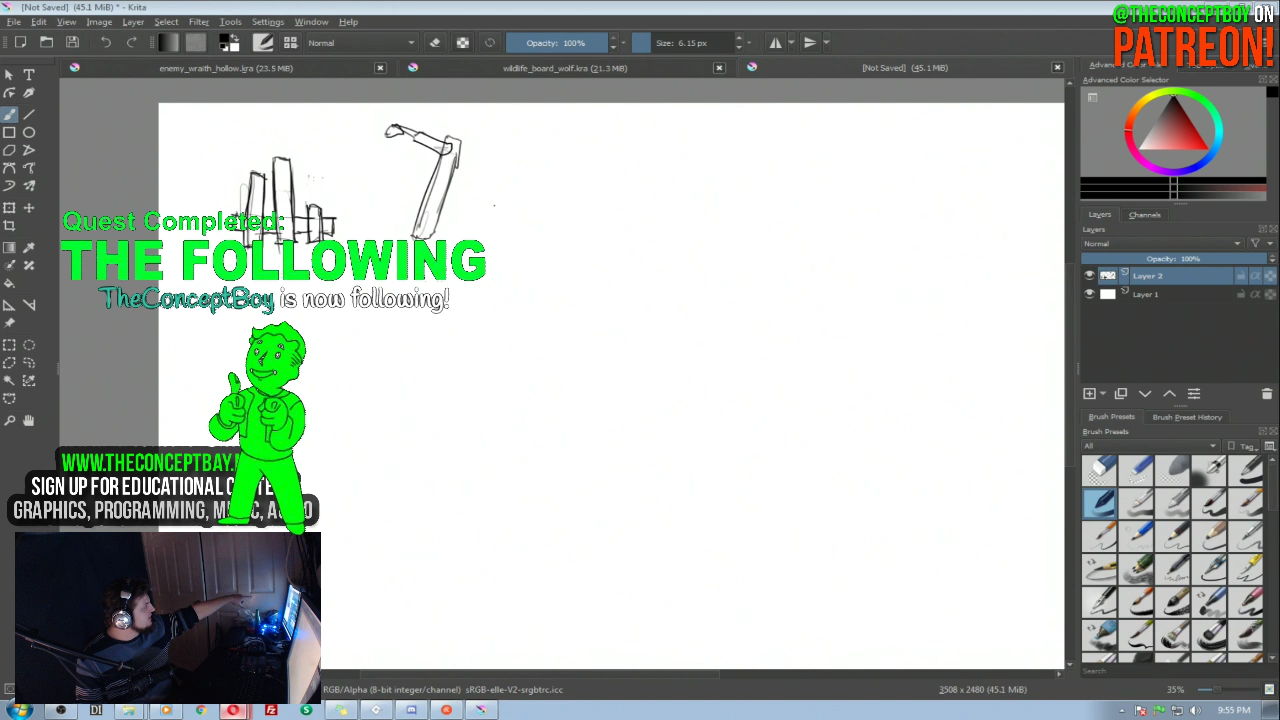 [Not Saved] (45.1 MiB) * - Krita
@THECONCEPTBOY ON
PATREON!
File Edit View Image Layer Select Filter Tools Settings Window Help
Normal
Opacity: 100%
Size: 6.15 px
enemy_wraith_hollow.kra (23.5 MiB)
wildlife_board_wolf.kra (21.3 MiB)
[Not Saved] (45.1 MiB)
Advanced Color Selector
Layers Channels
Layers
Normal
Opacity: 100%
Layer 2
Layer 1
Brush Presets Brush Preset History
Brush Presets
All
Tag
Search
Quest Completed:
THE FOLLOWING
TheConceptBoy is now following!
WWW.THECONCEPTBAY.
SIGN UP FOR EDUCATIONAL
GRAPHICS, PROGRAMMING,
RGB/Alpha (8-bit integer/channel) sRGB-elle-V2-srgbtrc.icc
3508 x 2480 (45.1 MiB)
35%
9:55 PM